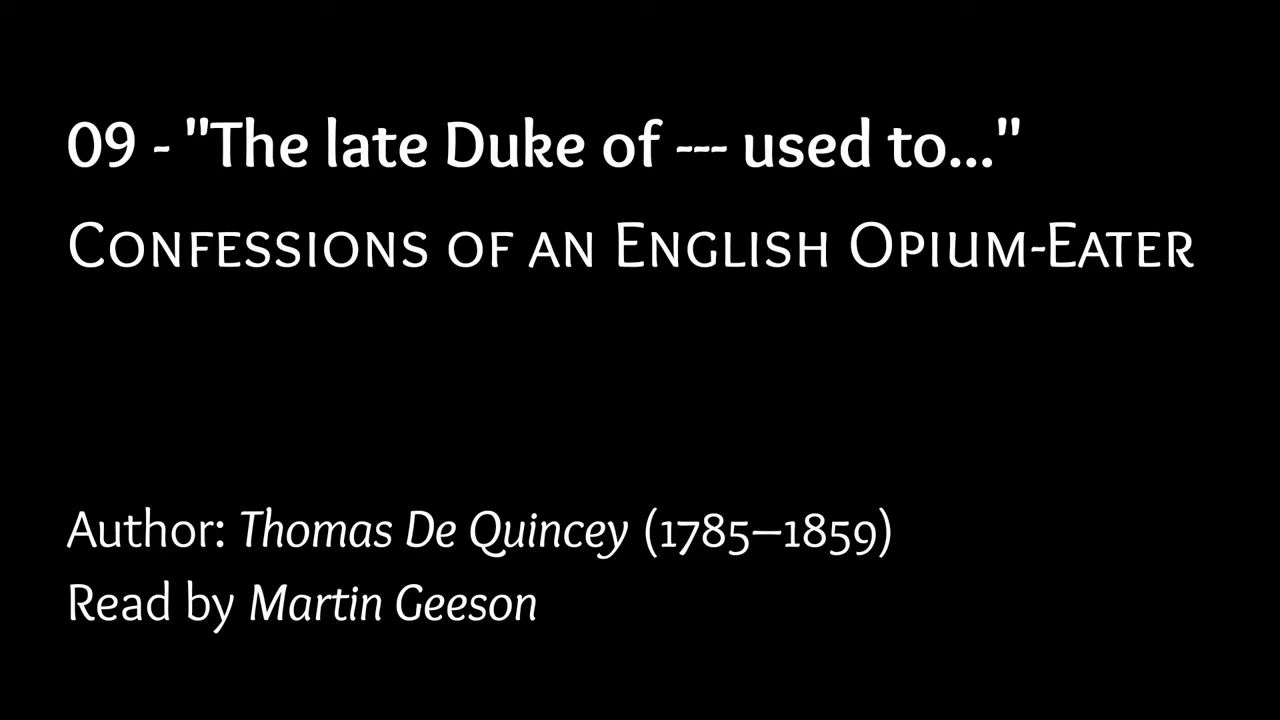 09 - "The late Duke of --- used to..."
Confessions of an English Opium-Eater
Author: Thomas De Quincey (1785–1859)
Read by Martin Geeson